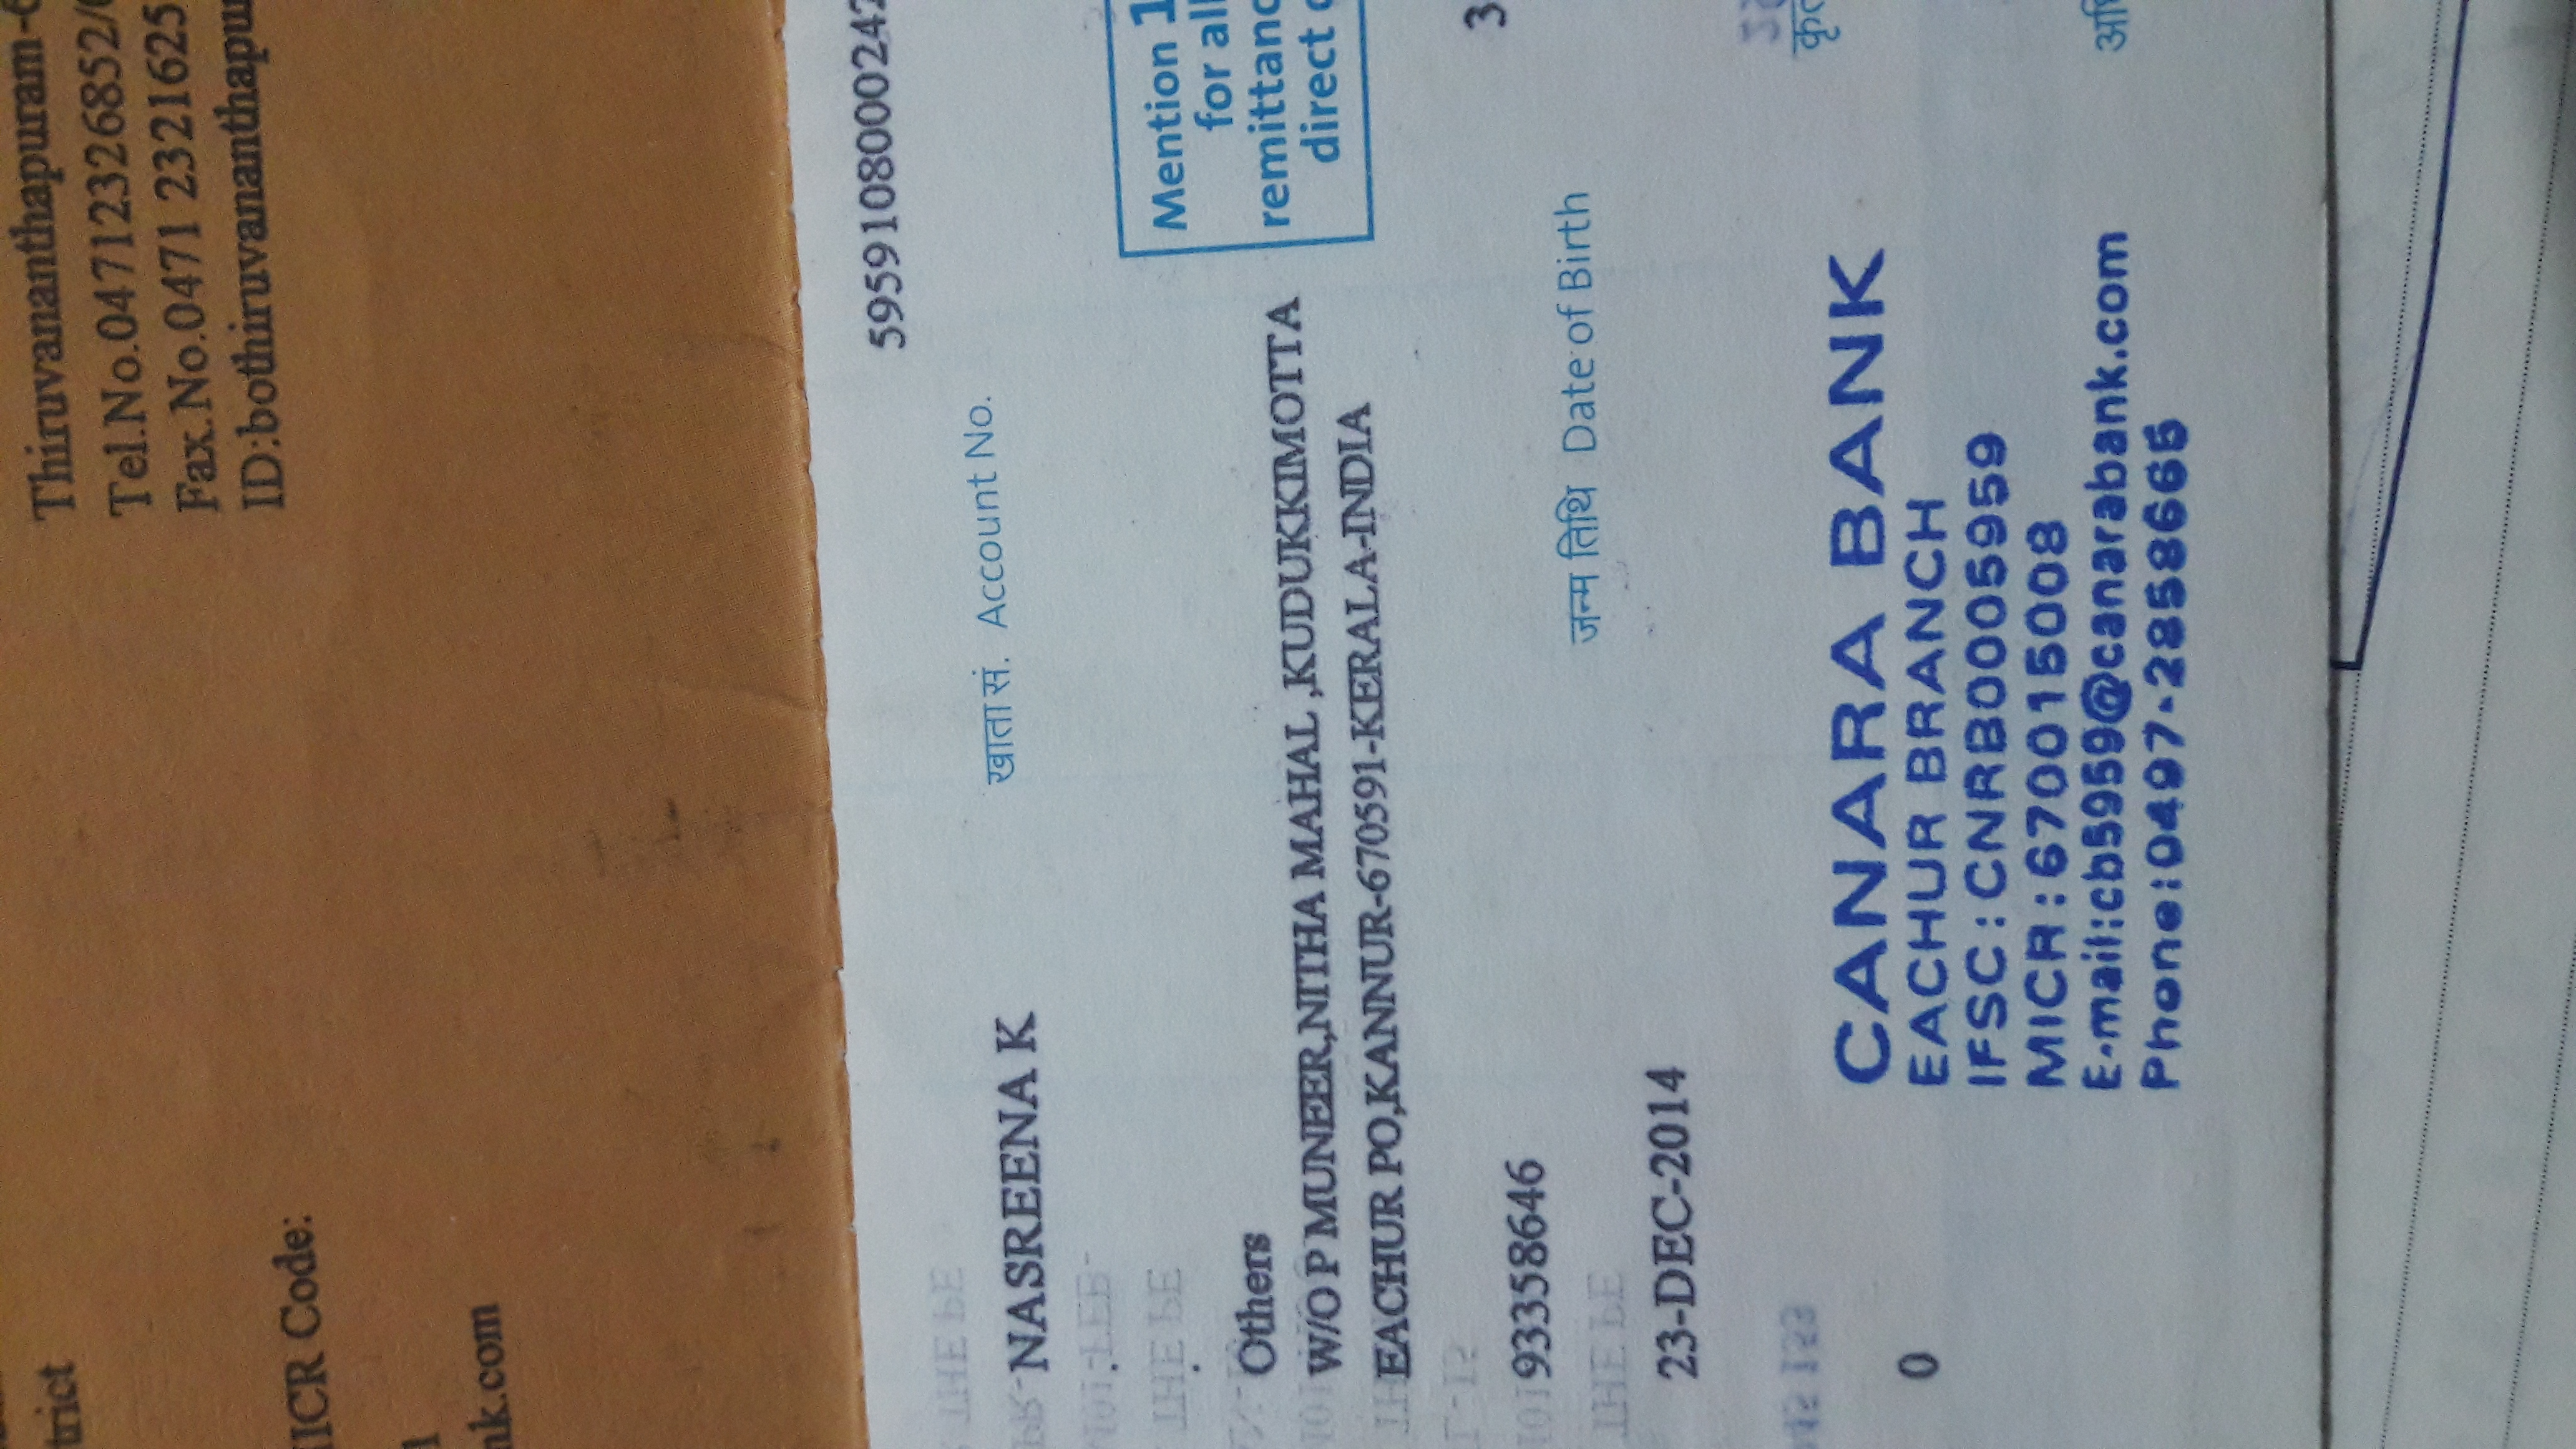 trict
Thiruvananthapuram-6
Tel.No.04712326852/
Fax.No.0471 2321625
ID:bothiruvananthapu
ICR Code:
nk.com
5959108000242
खाता सं. Account No.
NASREENA K
.
.
Mention 1
for all
remittanc
direct
Others
W/O P MUNEER,NITHA MAHAL ,KUDUKKIMOTTA
EACHUR PO,KANNUR-670591-KERALA-INDIA
93358646
3
जन्म तिथि Date of Birth
23-DEC-2014
0
CANARA BANK
EACHUR BRANCH
IFSC : CNRB0005959
MICR : 670015008
E-mail:cb5959@canarabank.com
Phone:0497-2858665